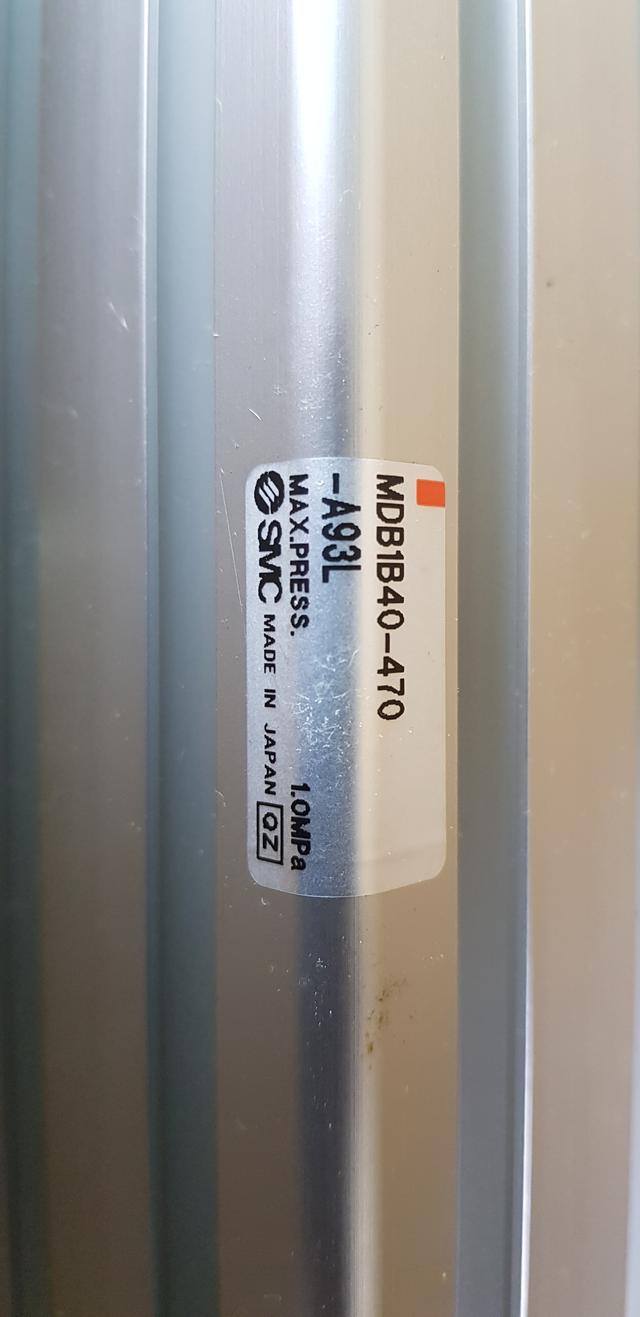 MDB1B40-470
-A93L
MAX.PRESS. 1.0MPa
SMC MADE IN JAPAN QZ